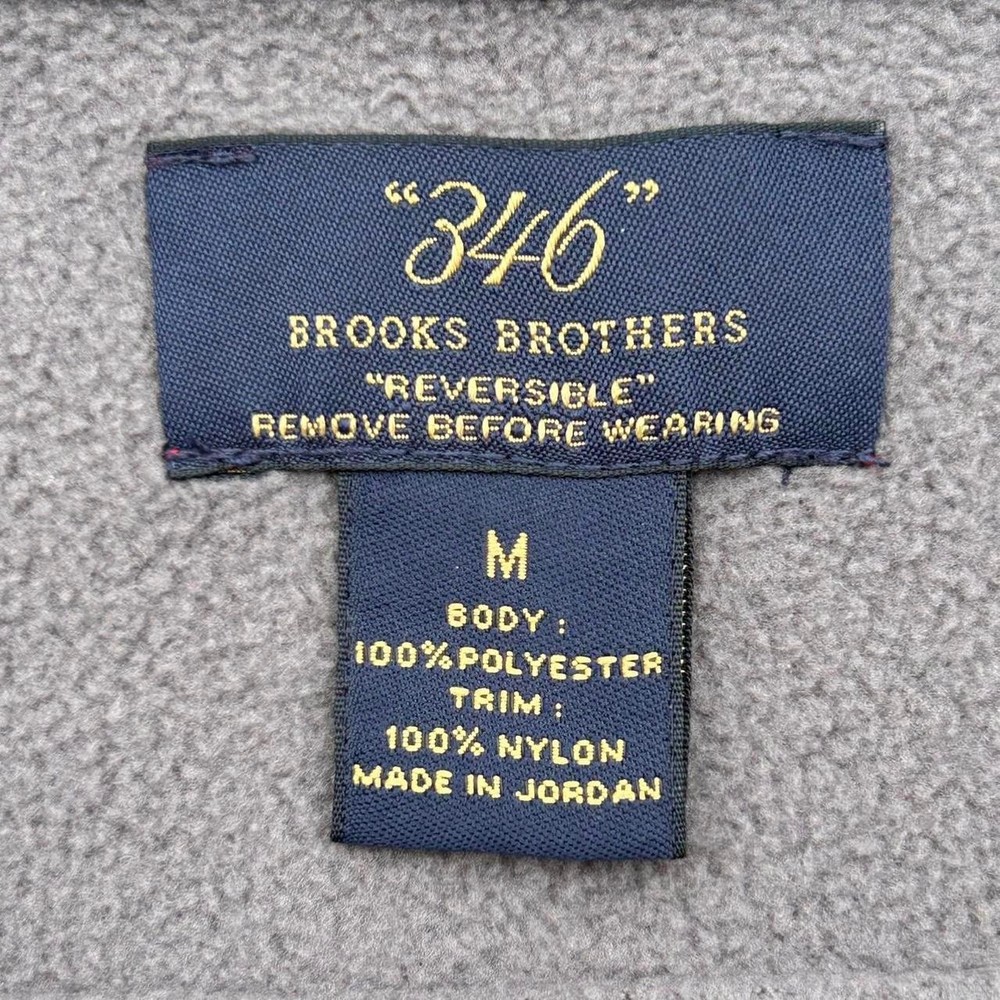 “346”
BROOKS BROTHERS
“REVERSIBLE”
REMOVE BEFORE WEARING
M
BODY :
100% POLYESTER
TRIM :
100% NYLON
MADE IN JORDAN